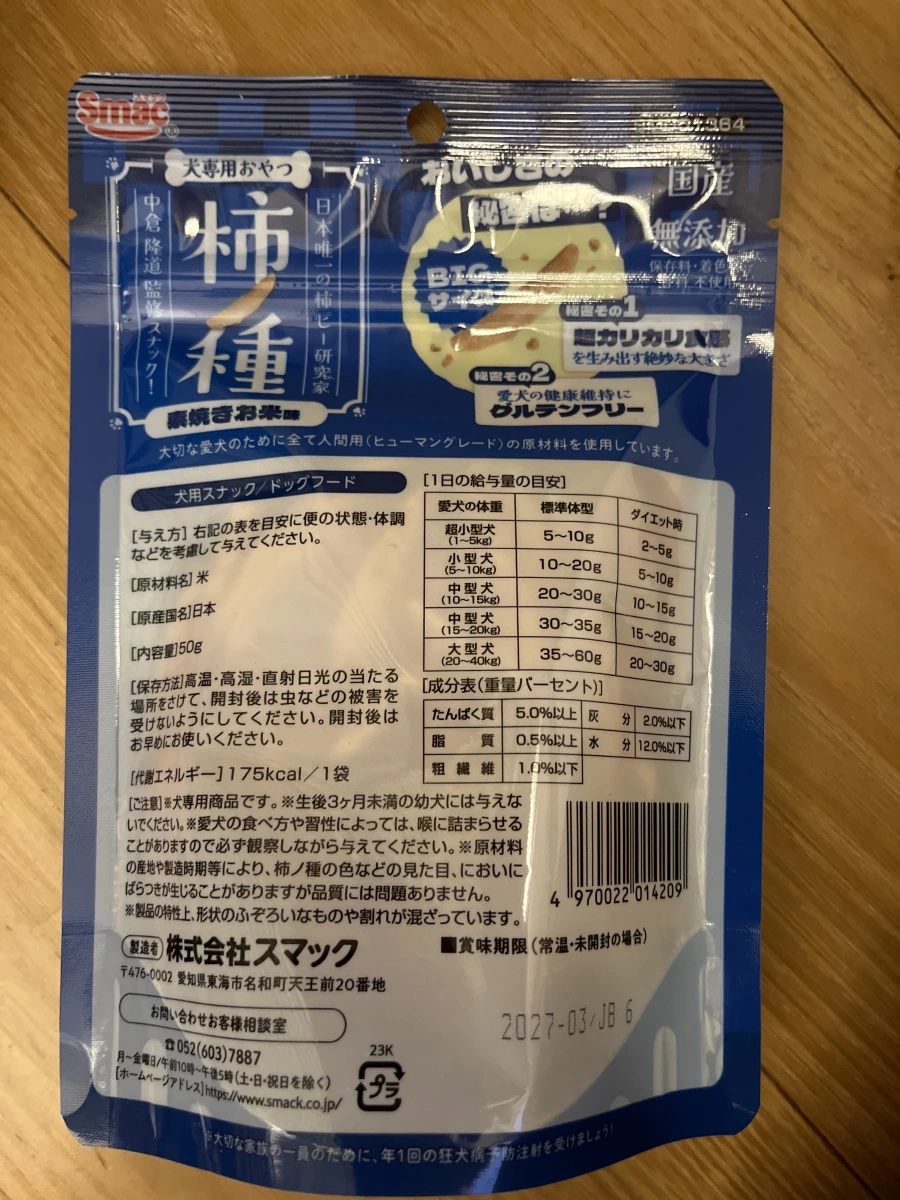 Smac
364
犬専用おやつ
日本唯一の柿ピー研究家
柿ノ種
中倉隆道 監修スナック!
素焼きお米味
おいしさの
秘密は
国産
無添加
保存料・着色
不使用
BIG
サイズ
秘密その1
超カリカリ食感
を生み出す絶妙な大きさ
秘密その2
愛犬の健康維持に
グルテンフリー
大切な愛犬のために全て人間用(ヒューマングレード)の原材料を使用しています。
犬用スナック/ドッグフード
[与え方] 右記の表を目安に便の状態・体調
などを考慮して与えてください。
[原材料名] 米
[原産国名]日本
[内容量]50g
[保存方法]高温・高湿・直射日光の当たる
場所をさけて、開封後は虫などの被害を
受けないようにしてください。開封後は
お早めにお使いください。
[代謝エネルギー] 175kcal/1袋
[1日の給与量の目安]
愛犬の体重 標準体型 ダイエット時
超小型犬 (1〜5kg) 5〜10g 2〜5g
小型犬 (5〜10kg) 10〜20g 5〜10g
中型犬 (10〜15kg) 20〜30g 10〜15g
中型犬 (15〜20kg) 30〜35g 15〜20g
大型犬 (20〜40kg) 35〜60g 20〜30g
[成分表(重量パーセント)]
たんぱく質 5.0%以上 灰分 2.0%以下
脂質 0.5%以上 水分 12.0%以下
粗繊維 1.0%以下
[ご注意]※犬専用商品です。※生後3ヶ月未満の幼犬には与えな
いでください。※愛犬の食べ方や習性によっては、喉に詰まらせる
ことがありますので必ず観察しながら与えてください。※原材料
の産地や製造時期等により、柿ノ種の色などの見た目、においに
ばらつきが生じることがありますが品質には問題ありません。
※製品の特性上、形状のふぞろいなものや割れが混ざっています。
4 970022 014209
製造者 株式会社スマック
〒476-0002 愛知県東海市名和町天王前20番地
お問い合わせお客様相談室
☎052(603)7887
月〜金曜日/午前10時〜午後5時(土・日・祝日を除く)
[ホームページアドレス]https://www.smack.co.jp/
■賞味期限(常温・未開封の場合)
2027-03/JB 6
23K
プラ
※大切な家族の一員のために、年1回の狂犬病予防注射を受けましょう!